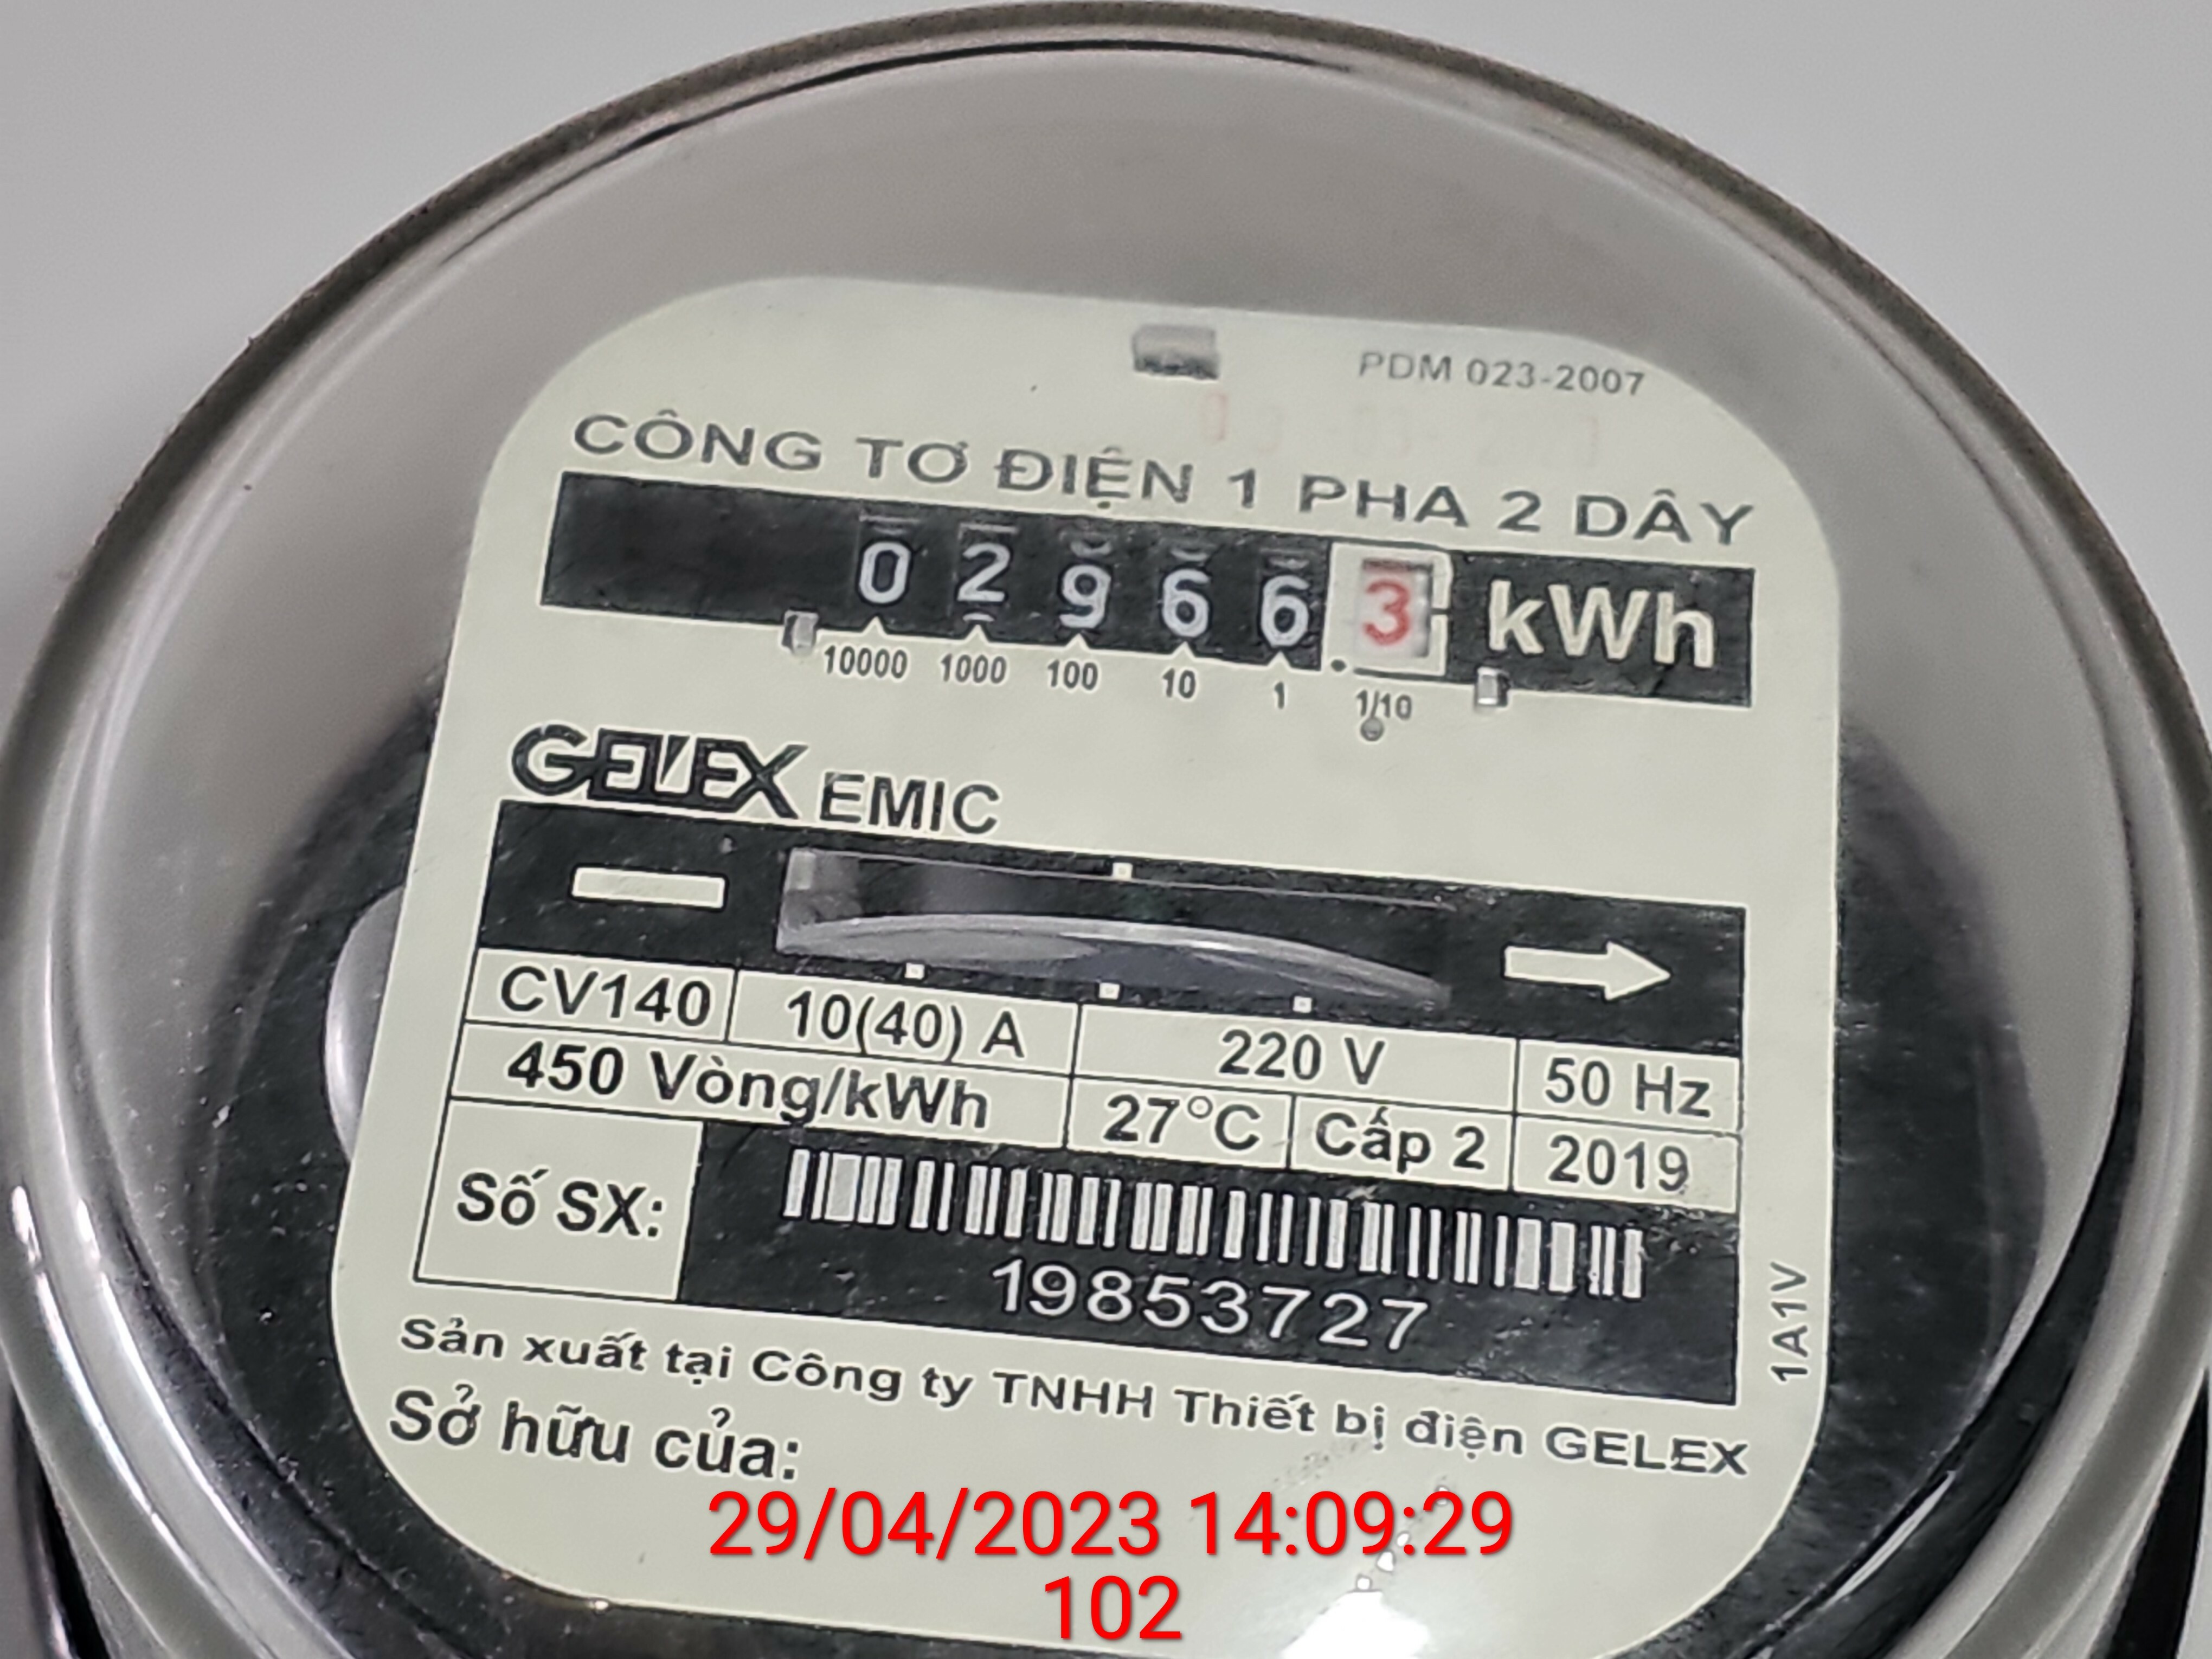 PDM 023-2007
CÔNG TƠ ĐIỆN 1 PHA 2 DÂY
0 2 9 6 6 3 kWh
10000 1000 100 10 1 . 1/10
GELEX EMIC
CV140 10(40) A 220 V 50 Hz
450 Vòng/kWh 27°C Cấp 2 2019
Số SX:
19853727
1A1V
Sản xuất tại Công ty TNHH Thiết bị điện GELEX
Sở hữu của:
29/04/2023 14:09:29
102